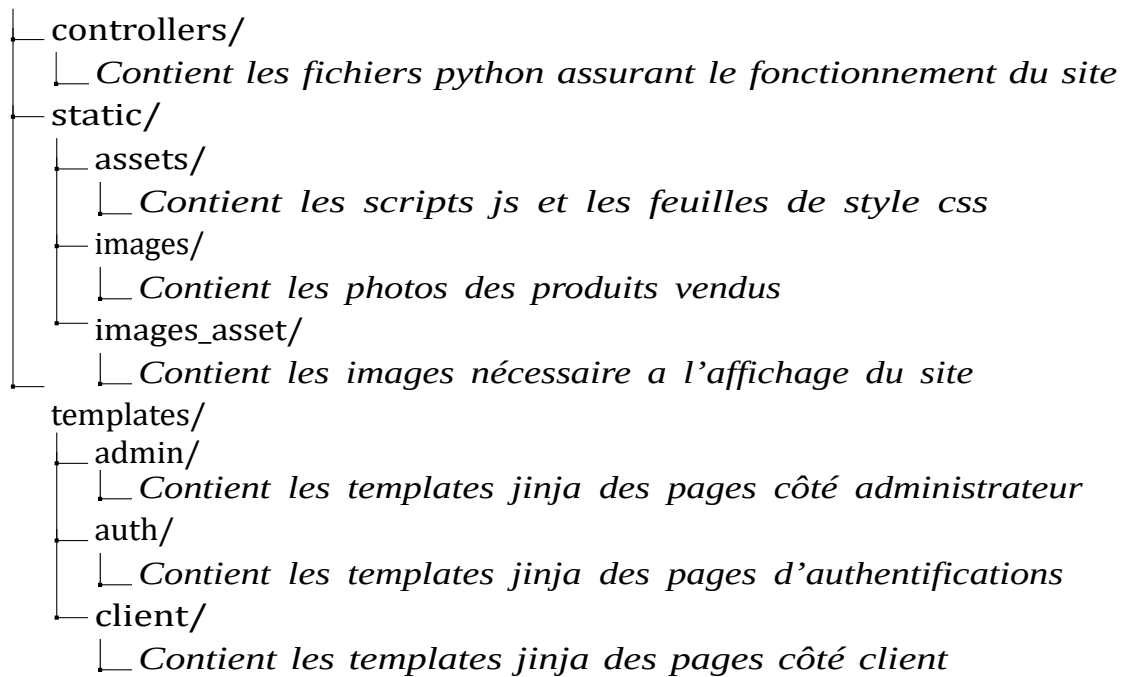 controllers/
Contient les fichiers python assurant le fonctionnement du site
static/
assets/
Contient les scripts js et les feuilles de style css
images/
Contient les photos des produits vendus
images_asset/
Contient les images nécessaire a l’affichage du site
templates/
admin/
Contient les templates jinja des pages côté administrateur
auth/
Contient les templates jinja des pages d’authentifications
client/
Contient les templates jinja des pages côté client